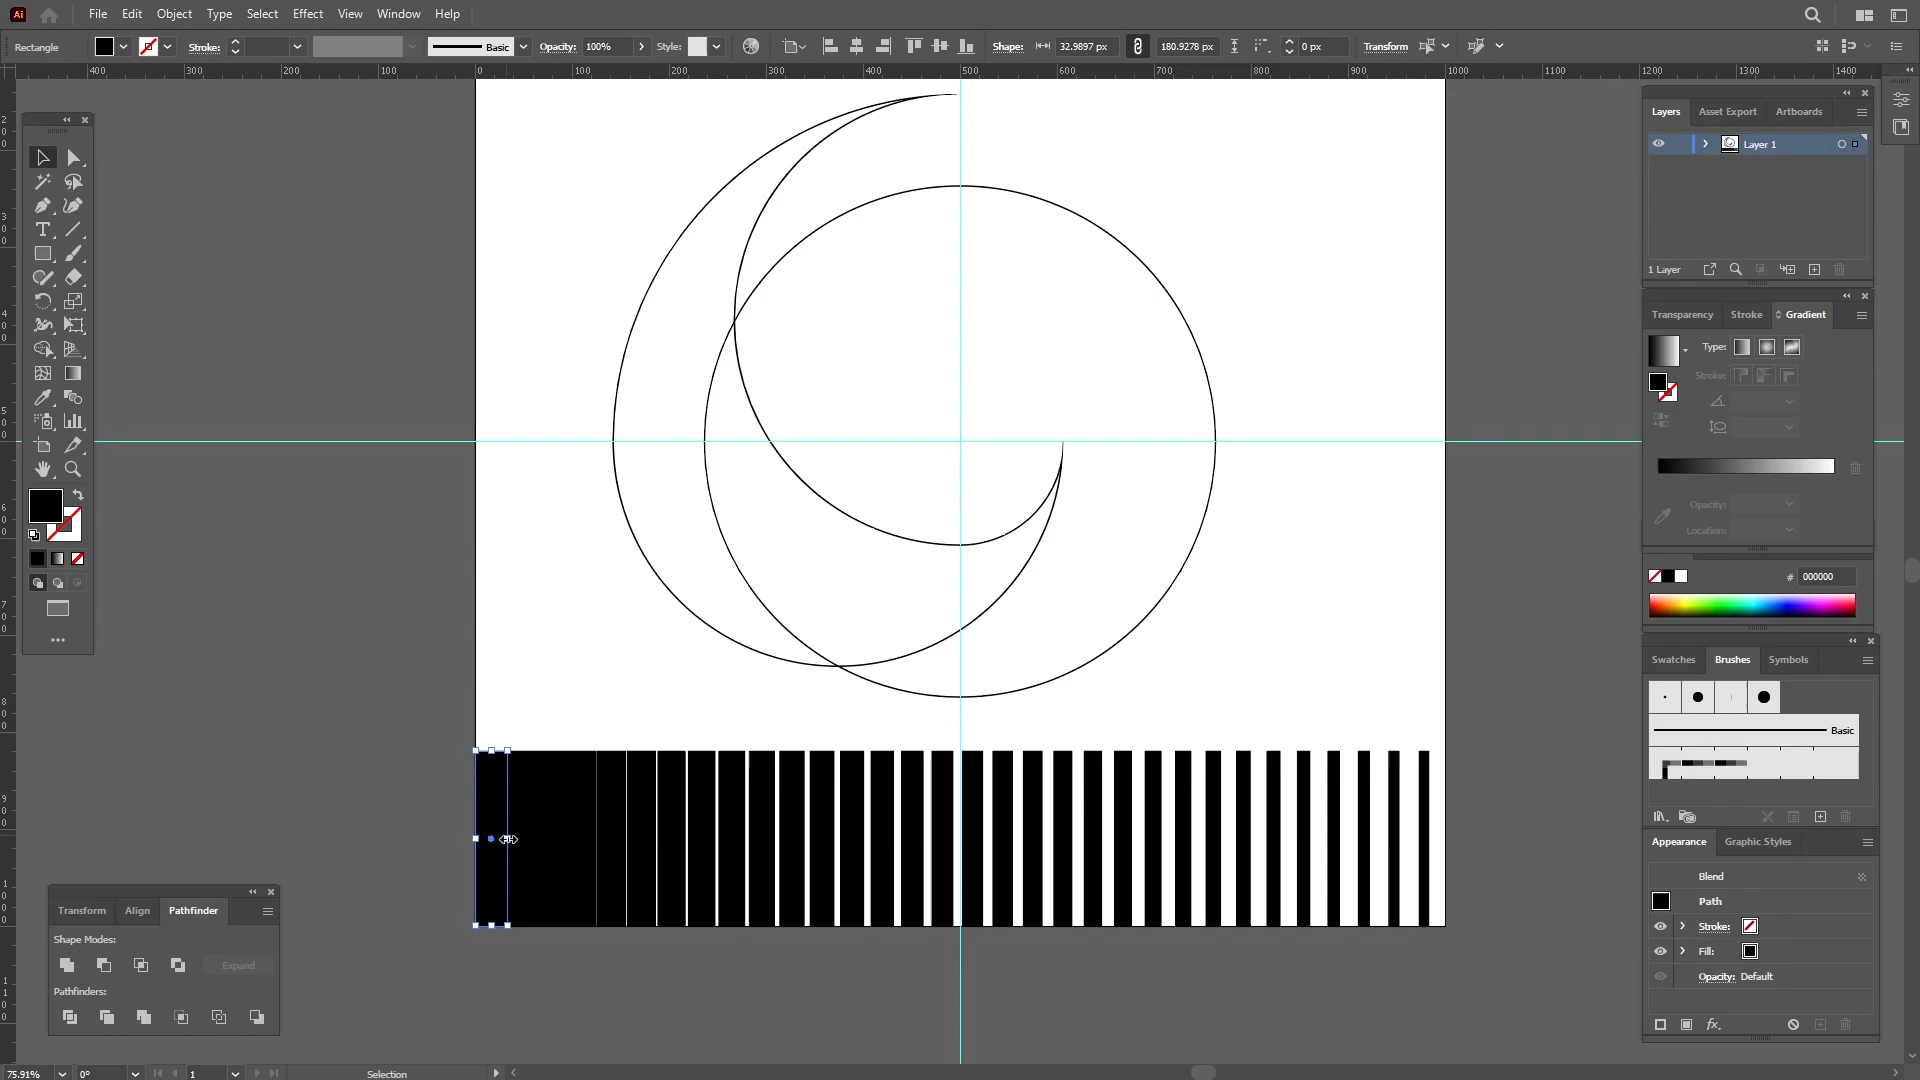 Ai File Edit Object Type Select Effect View Window Help
Rectangle Stroke: Basic Opacity: 100% Style: Shape: 32.9897 px 180.9278 px 0 px Transform
400 300 200 100 0 100 200 300 400 500 600 700 800 900 1000 1100 1200 1300 1400
Layers Asset Export Artboards
Layer 1
1 Layer
Transparency Stroke Gradient
Type:
Stroke:
Opacity:
Location:
# 000000
Swatches Brushes Symbols
Basic
Appearance Graphic Styles
Blend
Path
Stroke:
Fill:
Opacity: Default
fx.
Transform Align Pathfinder
Shape Modes:
Expand
Pathfinders:
75.91% 0° 1 Selection